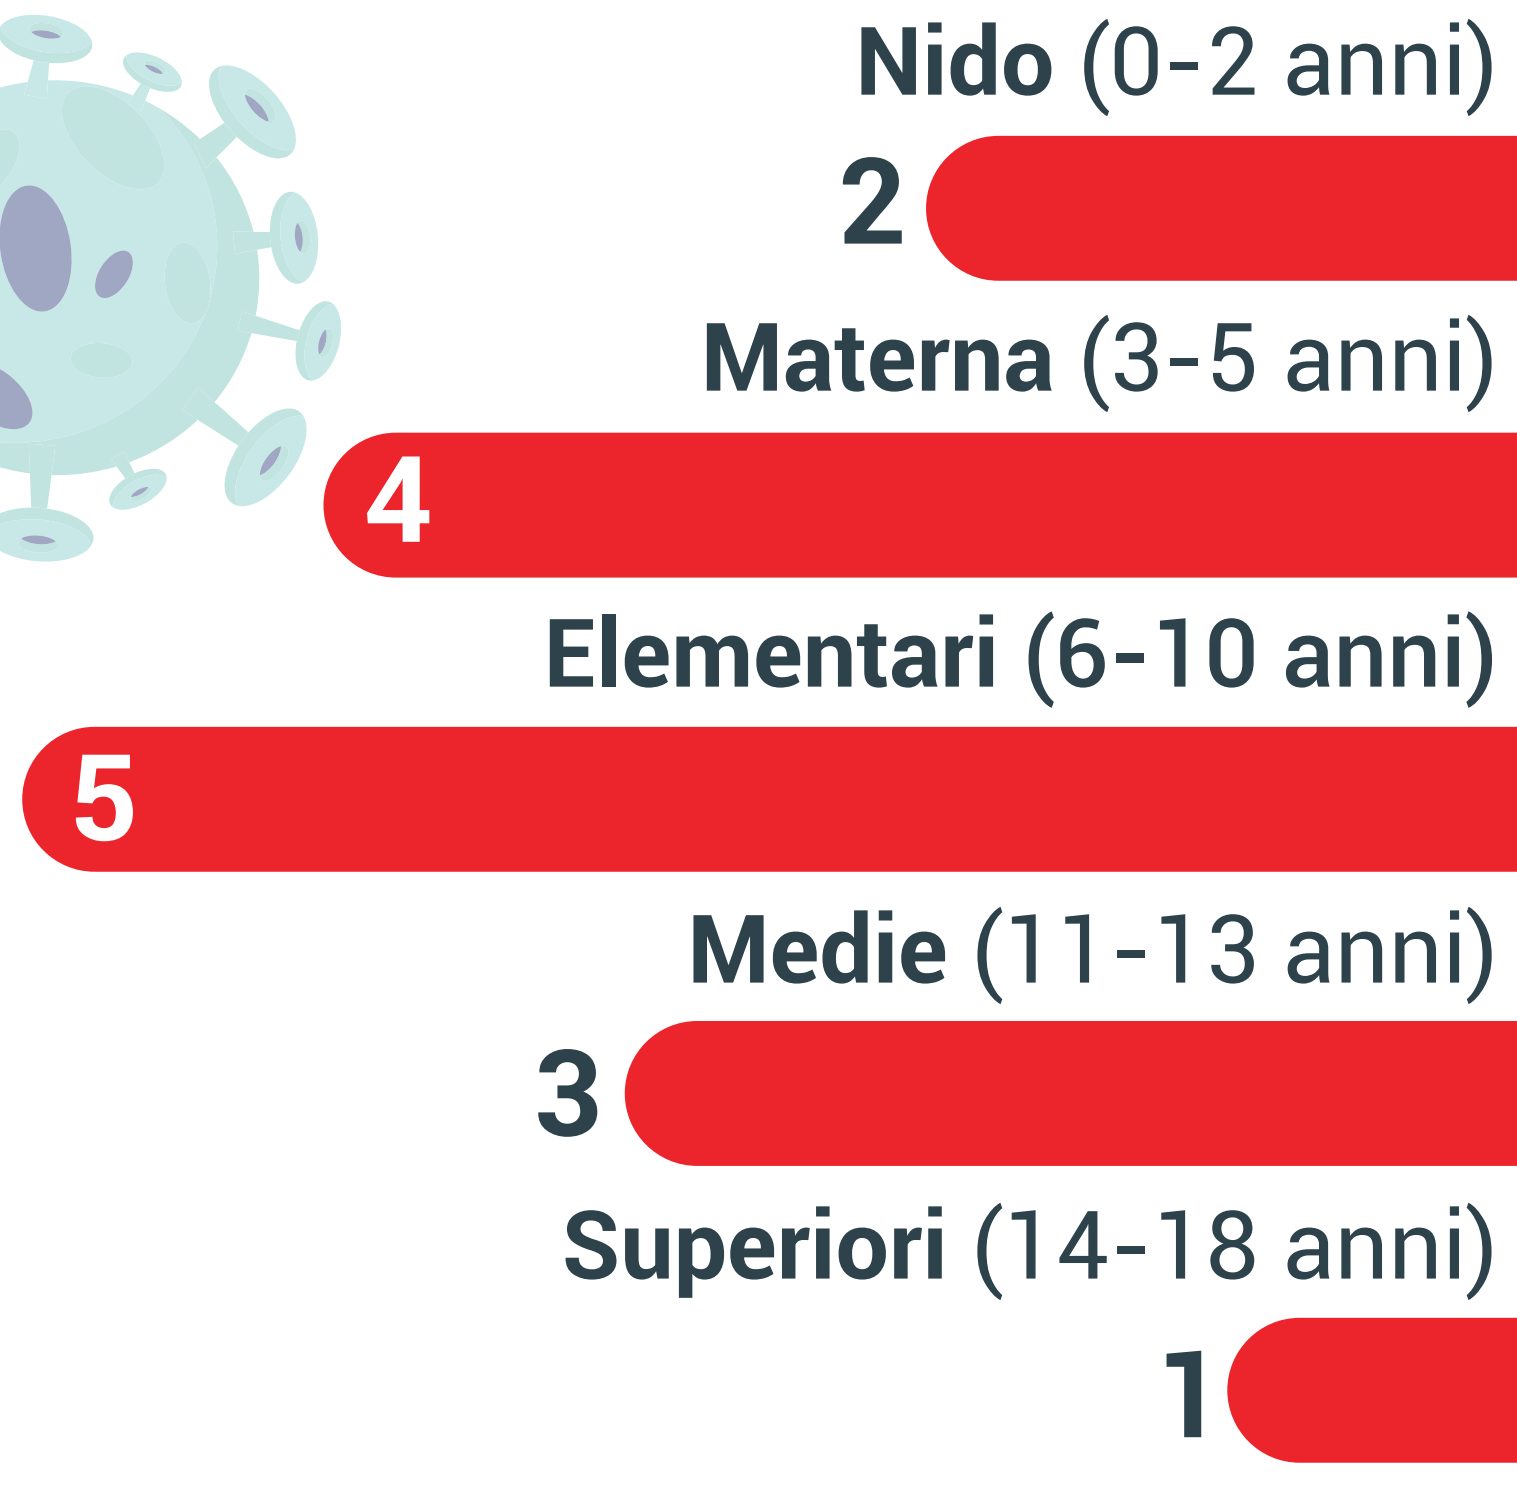 Nido (0-2 anni)
2
Materna (3-5 anni)
4
Elementari (6-10 anni)
5
Medie (11-13 anni)
3
Superiori (14-18 anni)
1